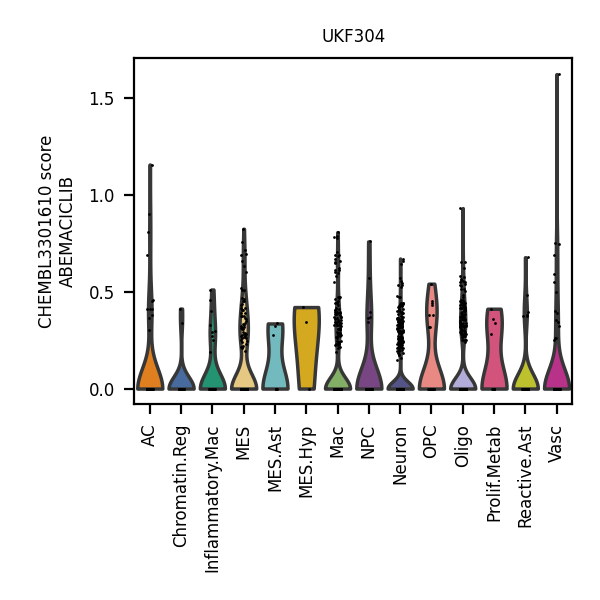 UKF304
CHEMBL3301610 score
ABEMACICLIB
1.5
1.0
0.5
0.0
AC
Chromatin.Reg
Inflammatory.Mac
MES
MES.Ast
MES.Hyp
Mac
NPC
Neuron
OPC
Oligo
Prolif.Metab
Reactive.Ast
Vasc